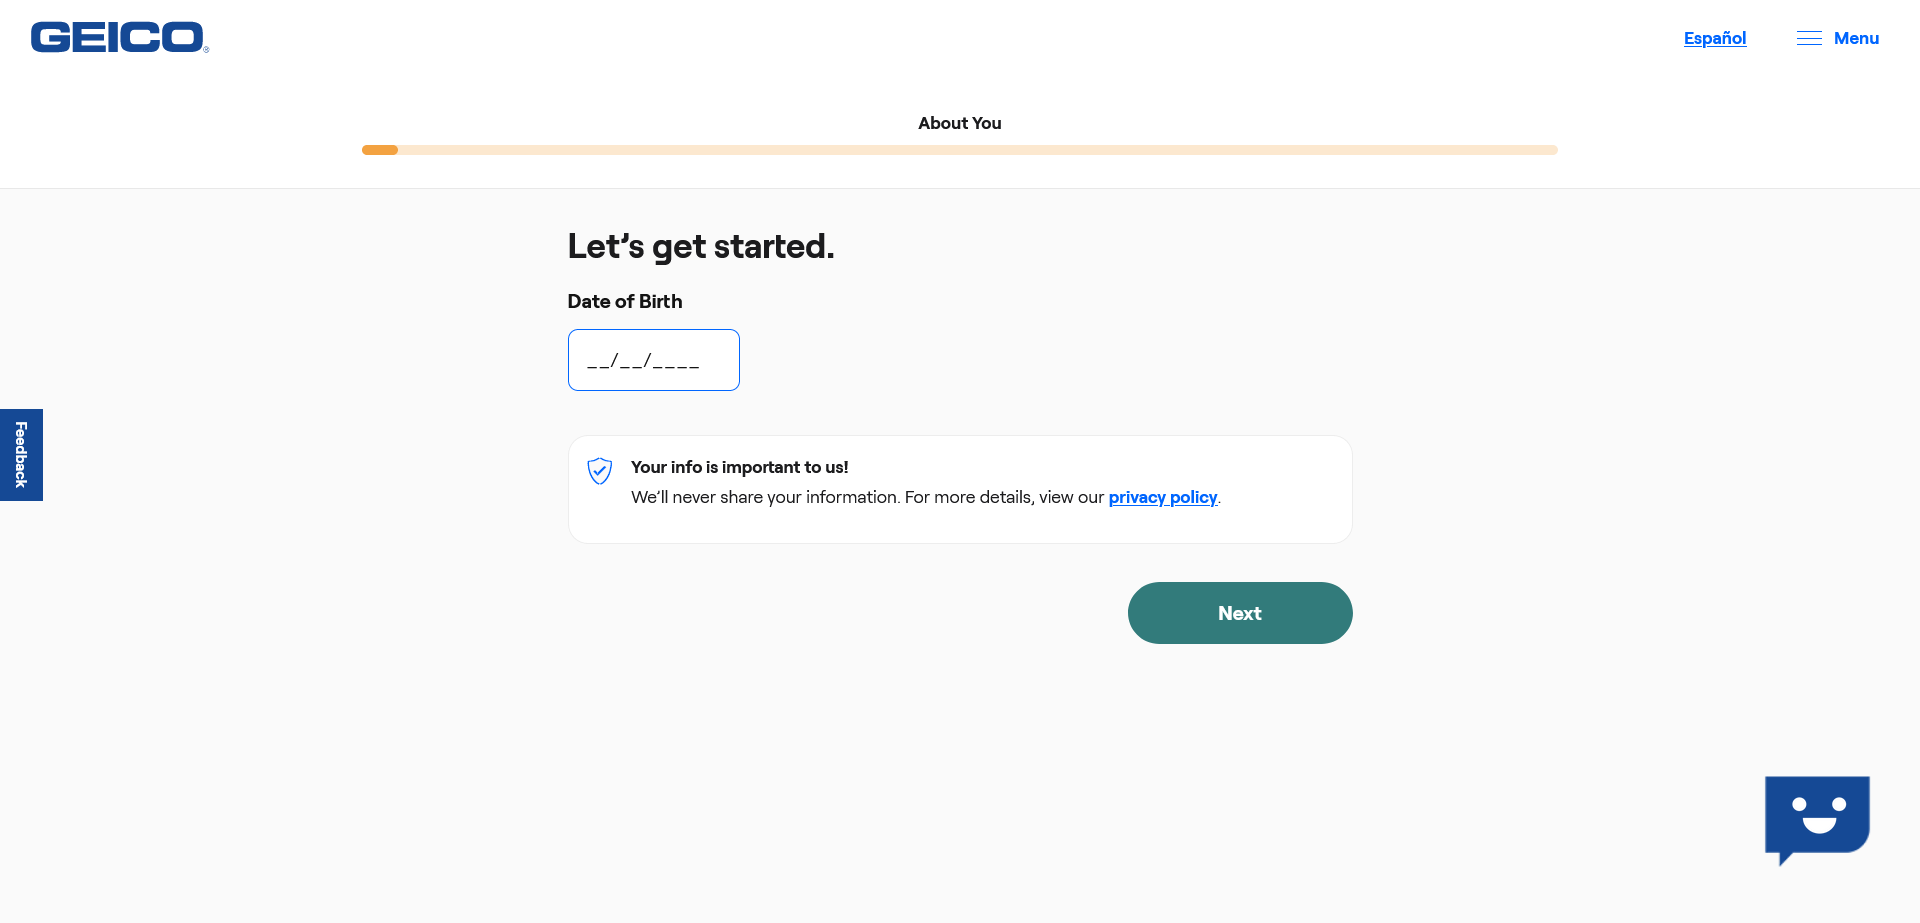 GEICO®
Español
Menu
About You
Let’s get started.
Date of Birth
__/__/____
Feedback
Your info is important to us!
We’ll never share your information. For more details, view our privacy policy.
Next